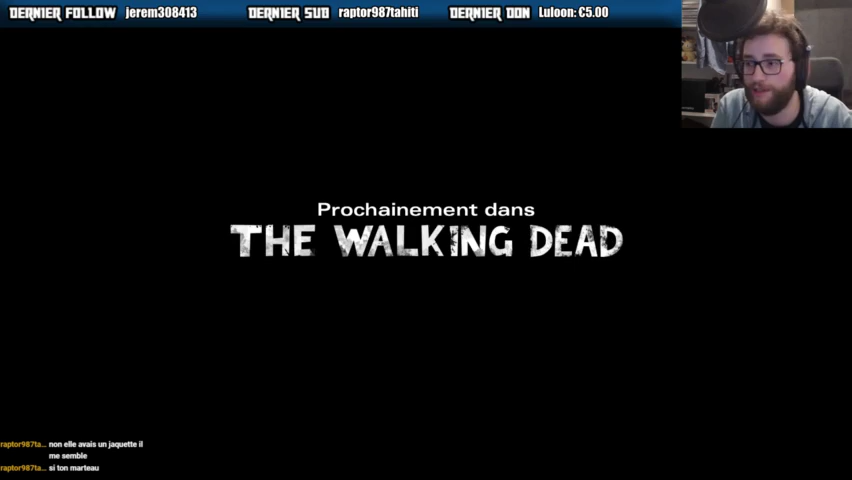 DERNIER FOLLOW jerem308413 DERNIER SUB raptor987tahiti DERNIER DON Luloon: €5.00
Prochainement dans
THE WALKING DEAD
raptor987ta... non elle avais un jaquette il
me semble
raptor987ta... si ton marteau